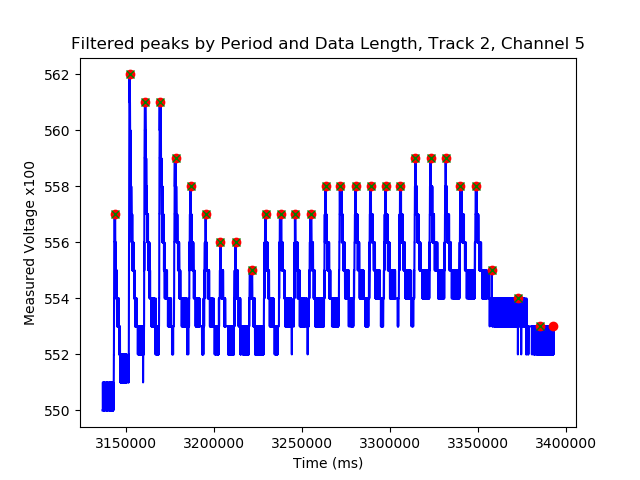 Filtered peaks by Period and Data Length, Track 2, Channel 5
562
560
558
556
554
552
550
Measured Voltage x100
3150000 3200000 3250000 3300000 3350000 3400000
Time (ms)